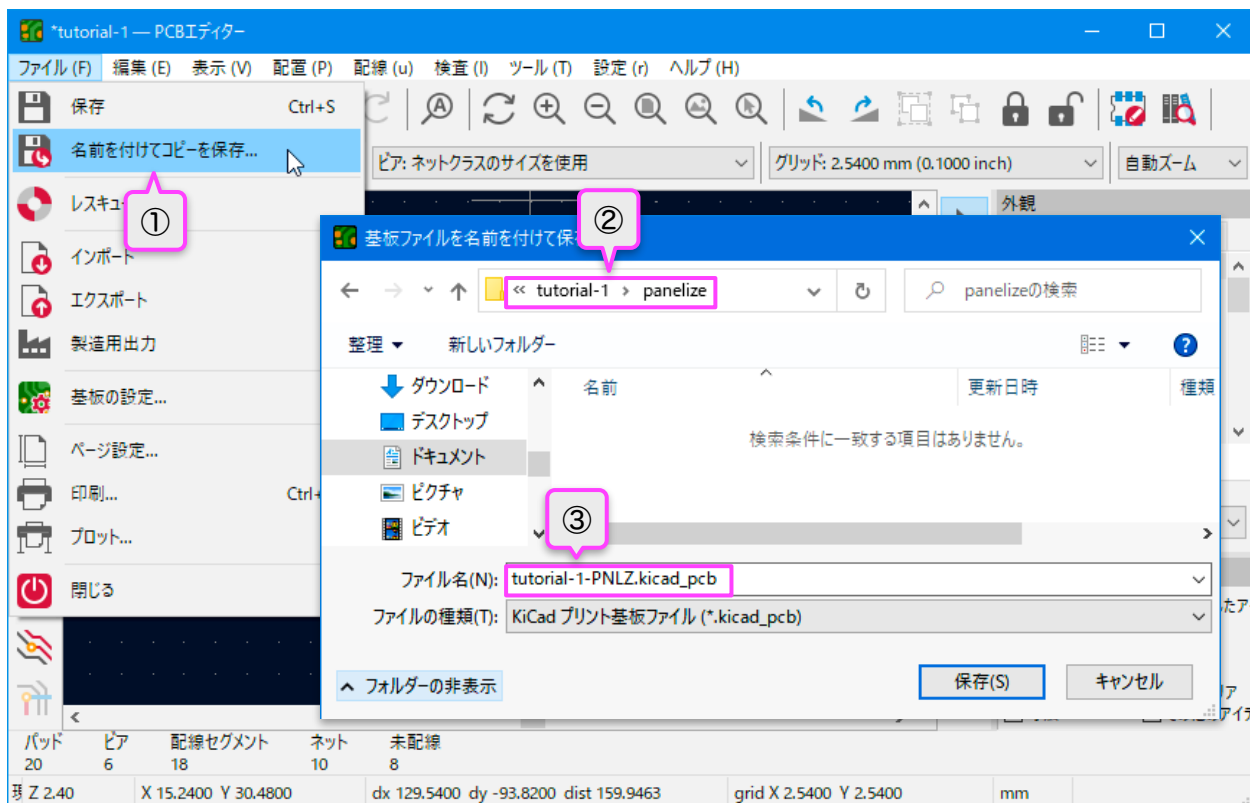 *tutorial-1 — PCBエディター
ファイル (F) 編集 (E) 表示 (V) 配置 (P) 配線 (u) 検査 (I) ツール (T) 設定 (r) ヘルプ (H)
保存 Ctrl+S
名前を付けてコピーを保存...
ビア: ネットクラスのサイズを使用 グリッド: 2.5400 mm (0.1000 inch) 自動ズーム
レスキュ
①
外観
インポート
エクスポート
製造用出力
基板の設定...
ページ設定...
印刷... Ctrl+
プロット...
閉じる
基板ファイルを名前を付けて保
②
« tutorial-1 › panelize
panelizeの検索
整理 新しいフォルダー
ダウンロード
デスクトップ
ドキュメント
ピクチャ
ビデオ
名前 更新日時 種類
検索条件に一致する項目はありません。
③
ファイル名(N): tutorial-1-PNLZ.kicad_pcb
ファイルの種類(T): KiCad プリント基板ファイル (*.kicad_pcb)
フォルダーの非表示
保存(S) キャンセル
たア
ア
パッド ビア 配線セグメント ネット 未配線
20 6 18 10 8
Z 2.40 X 15.2400 Y 30.4800 dx 129.5400 dy -93.8200 dist 159.9463 grid X 2.5400 Y 2.5400 mm